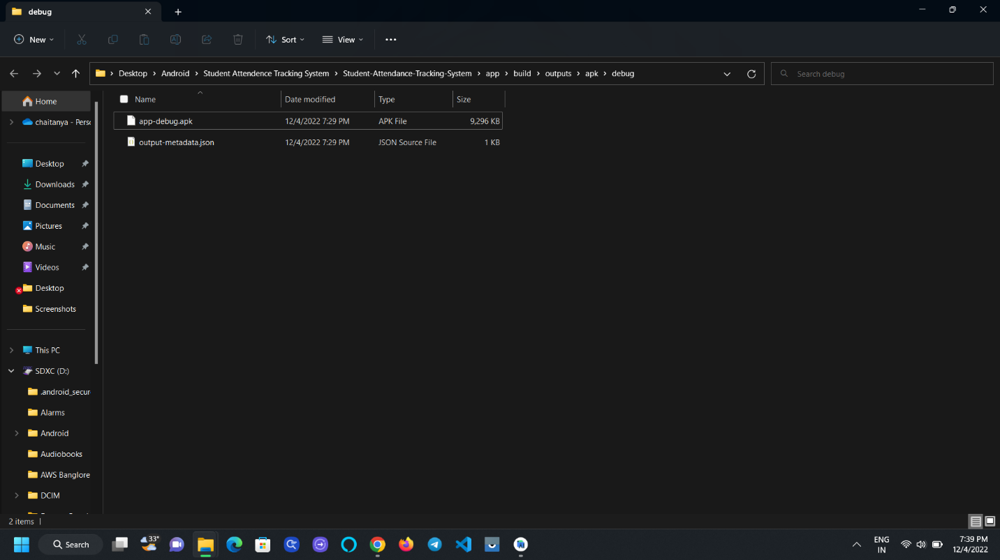 debug
New
Sort
View
Desktop
Android
Student Attendence Tracking System
Student-Attendance-Tracking-System
app
build
outputs
apk
debug
Search debug
Home
chaitanya - Pers
Desktop
Downloads
Documents
Pictures
Music
Videos
Desktop
Screenshots
This PC
SDXC (D:)
.android_secur
Alarms
Android
Audiobooks
AWS Banglore
DCIM
Name
Date modified
Type
Size
app-debug.apk
12/4/2022 7:29 PM
APK File
9,296 KB
output-metadata.json
12/4/2022 7:29 PM
JSON Source File
1 KB
2 items
Search
33°
ENG
IN
7:39 PM
12/4/2022